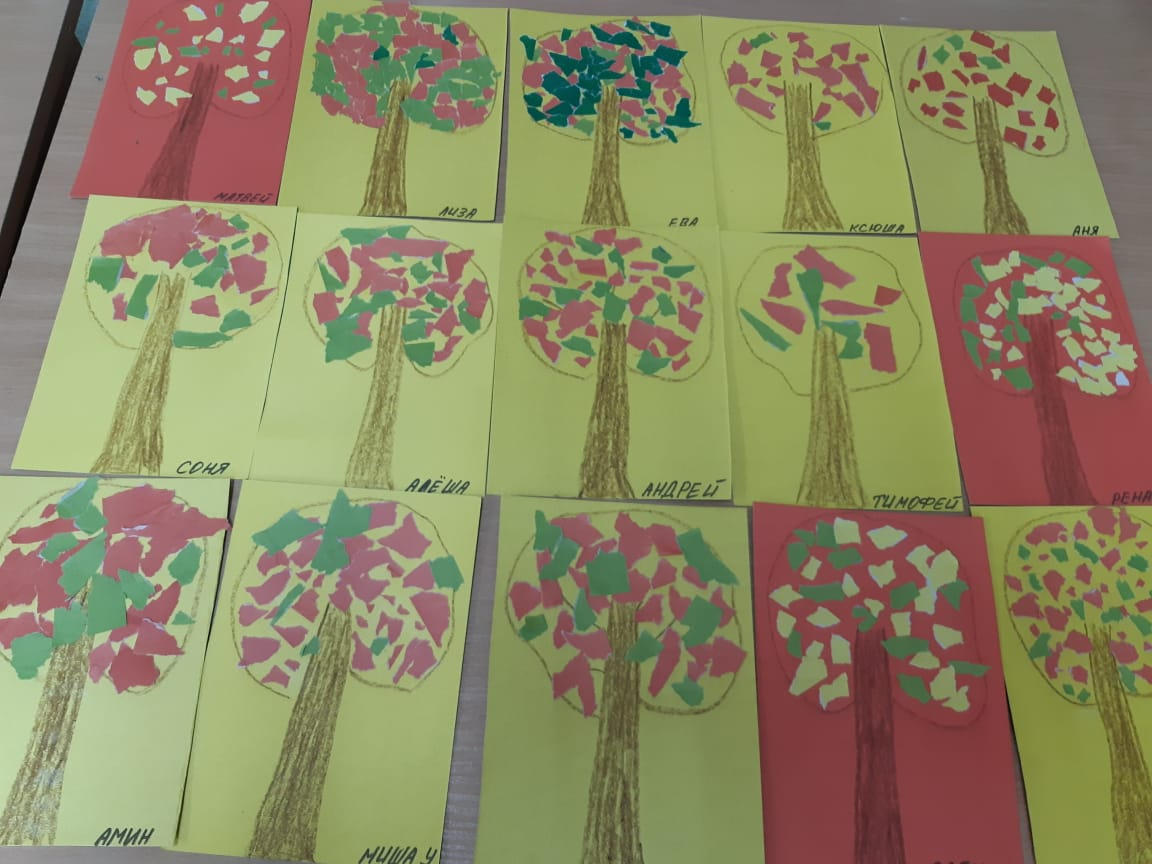 МАТВЕЙ
ЛИЗА
ЕВА
КСЮША
АНЯ
СОНЯ
АЛЁША
АНДРЕЙ
ТИМОФЕЙ
АМИН
МИША У